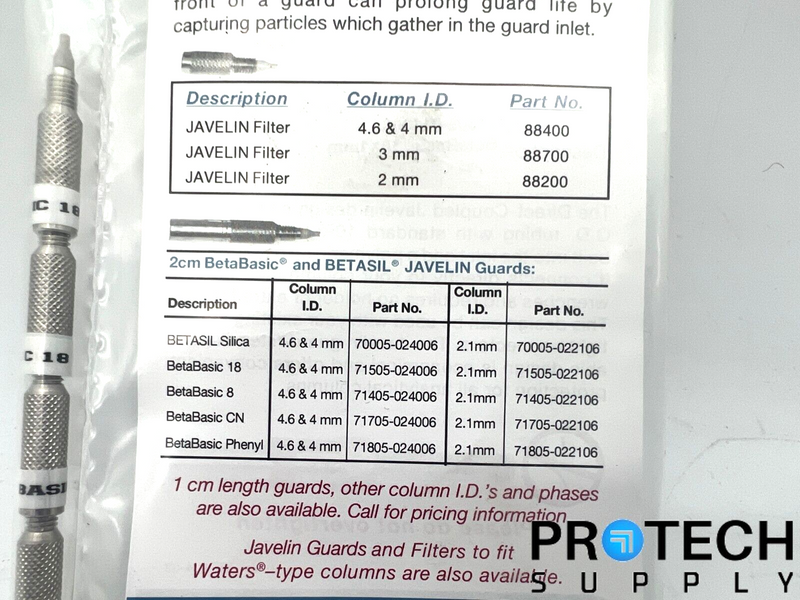 front of a guard can prolong guard life by
capturing particles which gather in the guard inlet.
Description Column I.D. Part No.
JAVELIN Filter 4.6 & 4 mm 88400
JAVELIN Filter 3 mm 88700
JAVELIN Filter 2 mm 88200
2cm BetaBasic® and BETASIL® JAVELIN Guards:
Description Column I.D. Part No. Column I.D. Part No.
BETASIL Silica 4.6 & 4 mm 70005-024006 2.1mm 70005-022106
BetaBasic 18 4.6 & 4 mm 71505-024006 2.1mm 71505-022106
BetaBasic 8 4.6 & 4 mm 71405-024006 2.1mm 71405-022106
BetaBasic CN 4.6 & 4 mm 71705-024006 2.1mm 71705-022106
BetaBasic Phenyl 4.6 & 4 mm 71805-024006 2.1mm 71805-022106
1 cm length guards, other column I.D.'s and phases
are also available. Call for pricing information
Javelin Guards and Filters to fit
Waters®–type columns are also available.
IC 18
C 18
BASI
PROTECH
SUPPLY